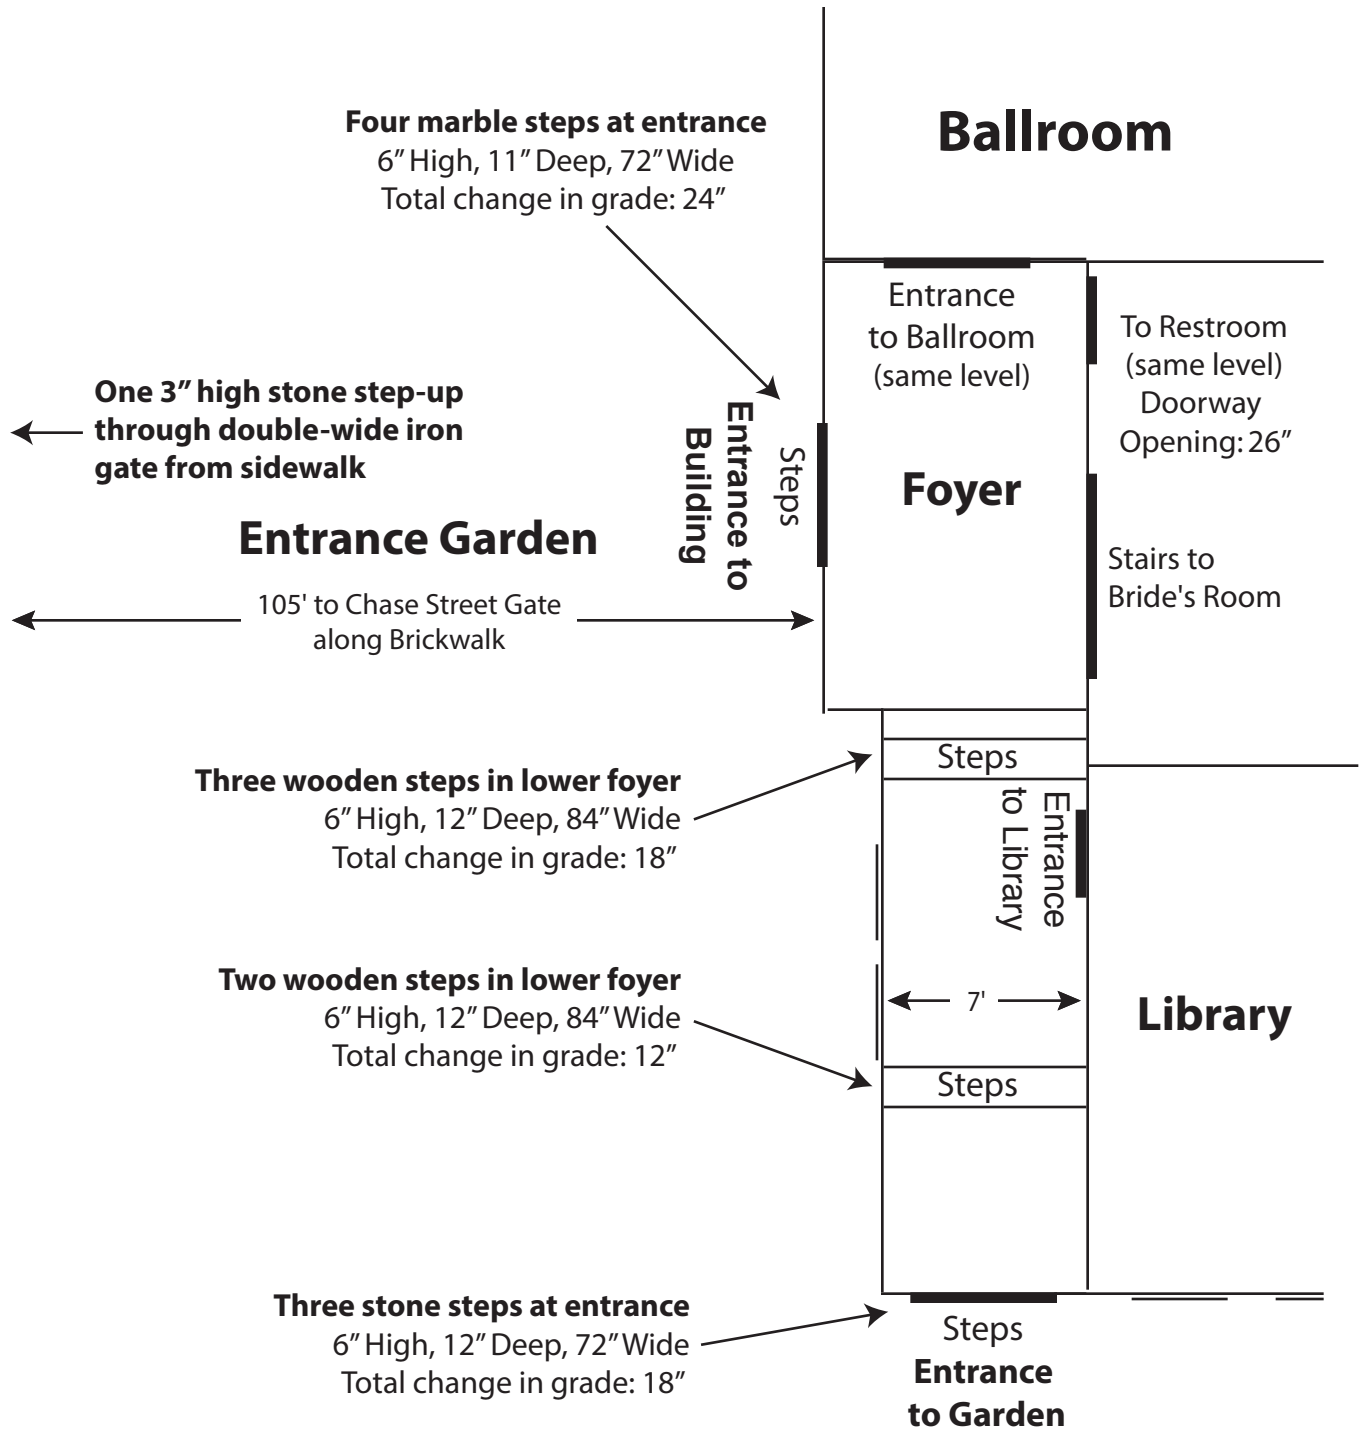 Ballroom
Four marble steps at entrance
6” High, 11” Deep, 72” Wide
Total change in grade: 24”
Entrance
to Ballroom
(same level)
To Restroom
(same level)
Doorway
Opening: 26”
One 3” high stone step-up
through double-wide iron
gate from sidewalk
Entrance to
Building
Steps
Foyer
Entrance Garden
105' to Chase Street Gate
along Brickwalk
Stairs to
Bride's Room
Three wooden steps in lower foyer
6” High, 12” Deep, 84” Wide
Total change in grade: 18”
Steps
Entrance
to Library
Two wooden steps in lower foyer
6” High, 12” Deep, 84” Wide
Total change in grade: 12”
7'
Library
Steps
Three stone steps at entrance
6” High, 12” Deep, 72” Wide
Total change in grade: 18”
Steps
Entrance
to Garden